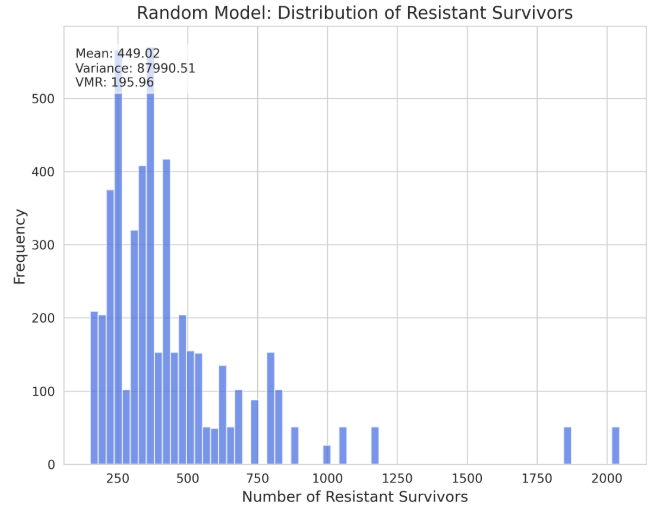 Random Model: Distribution of Resistant Survivors
Mean: 449.02
Variance: 87990.51
VMR: 195.96
500
400
300
200
100
0
Frequency
250 500 750 1000 1250 1500 1750 2000
Number of Resistant Survivors